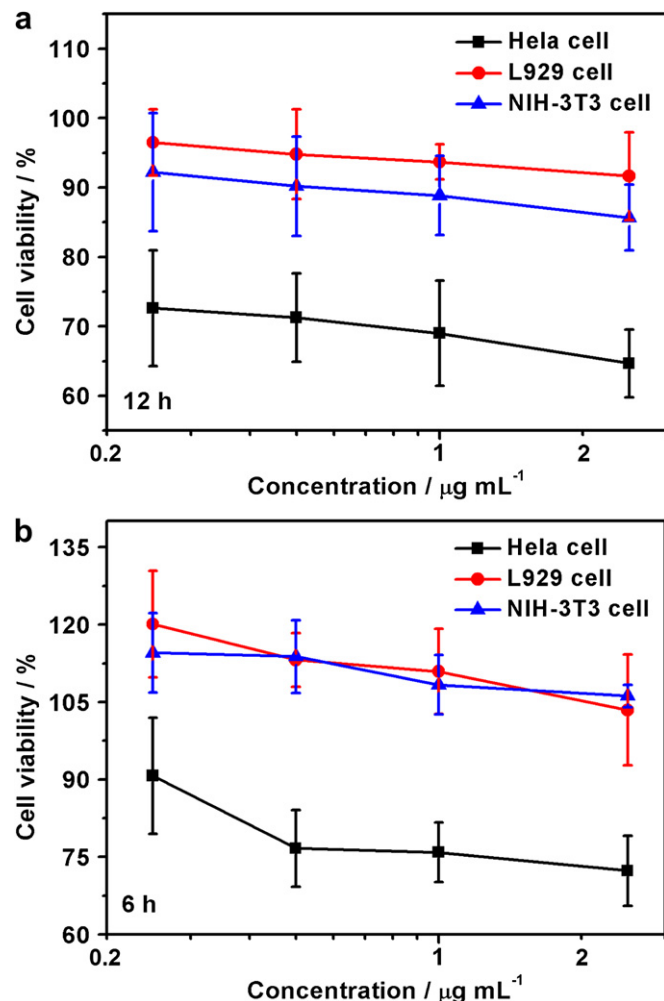 a
115
110
100
90
80
70
60
Cell viability / %
Hela cell
L929 cell
NIH-3T3 cell
12 h
0.2 1 2
Concentration / μg mL⁻¹
b
135
120
105
90
75
60
Cell viability / %
Hela cell
L929 cell
NIH-3T3 cell
6 h
0.2 1 2
Concentration / μg mL⁻¹